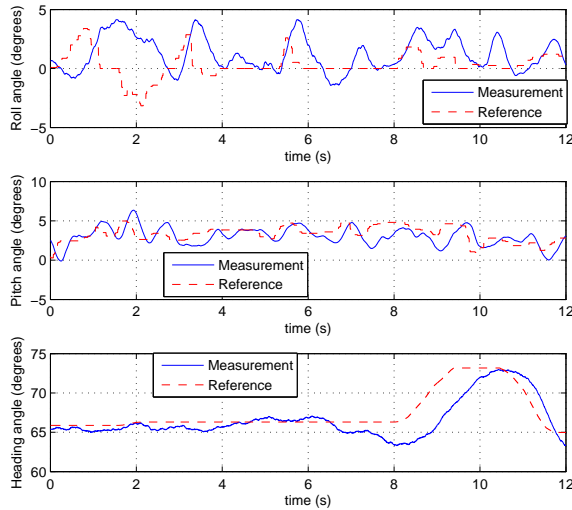 5
0
−5
Roll angle (degrees)
Measurement
Reference
0 2 4 6 8 10 12
time (s)
10
5
0
−5
Pitch angle (degrees)
Measurement
Reference
0 2 4 6 8 10 12
time (s)
75
70
65
60
Heading angle (degrees)
Measurement
Reference
0 2 4 6 8 10 12
time (s)